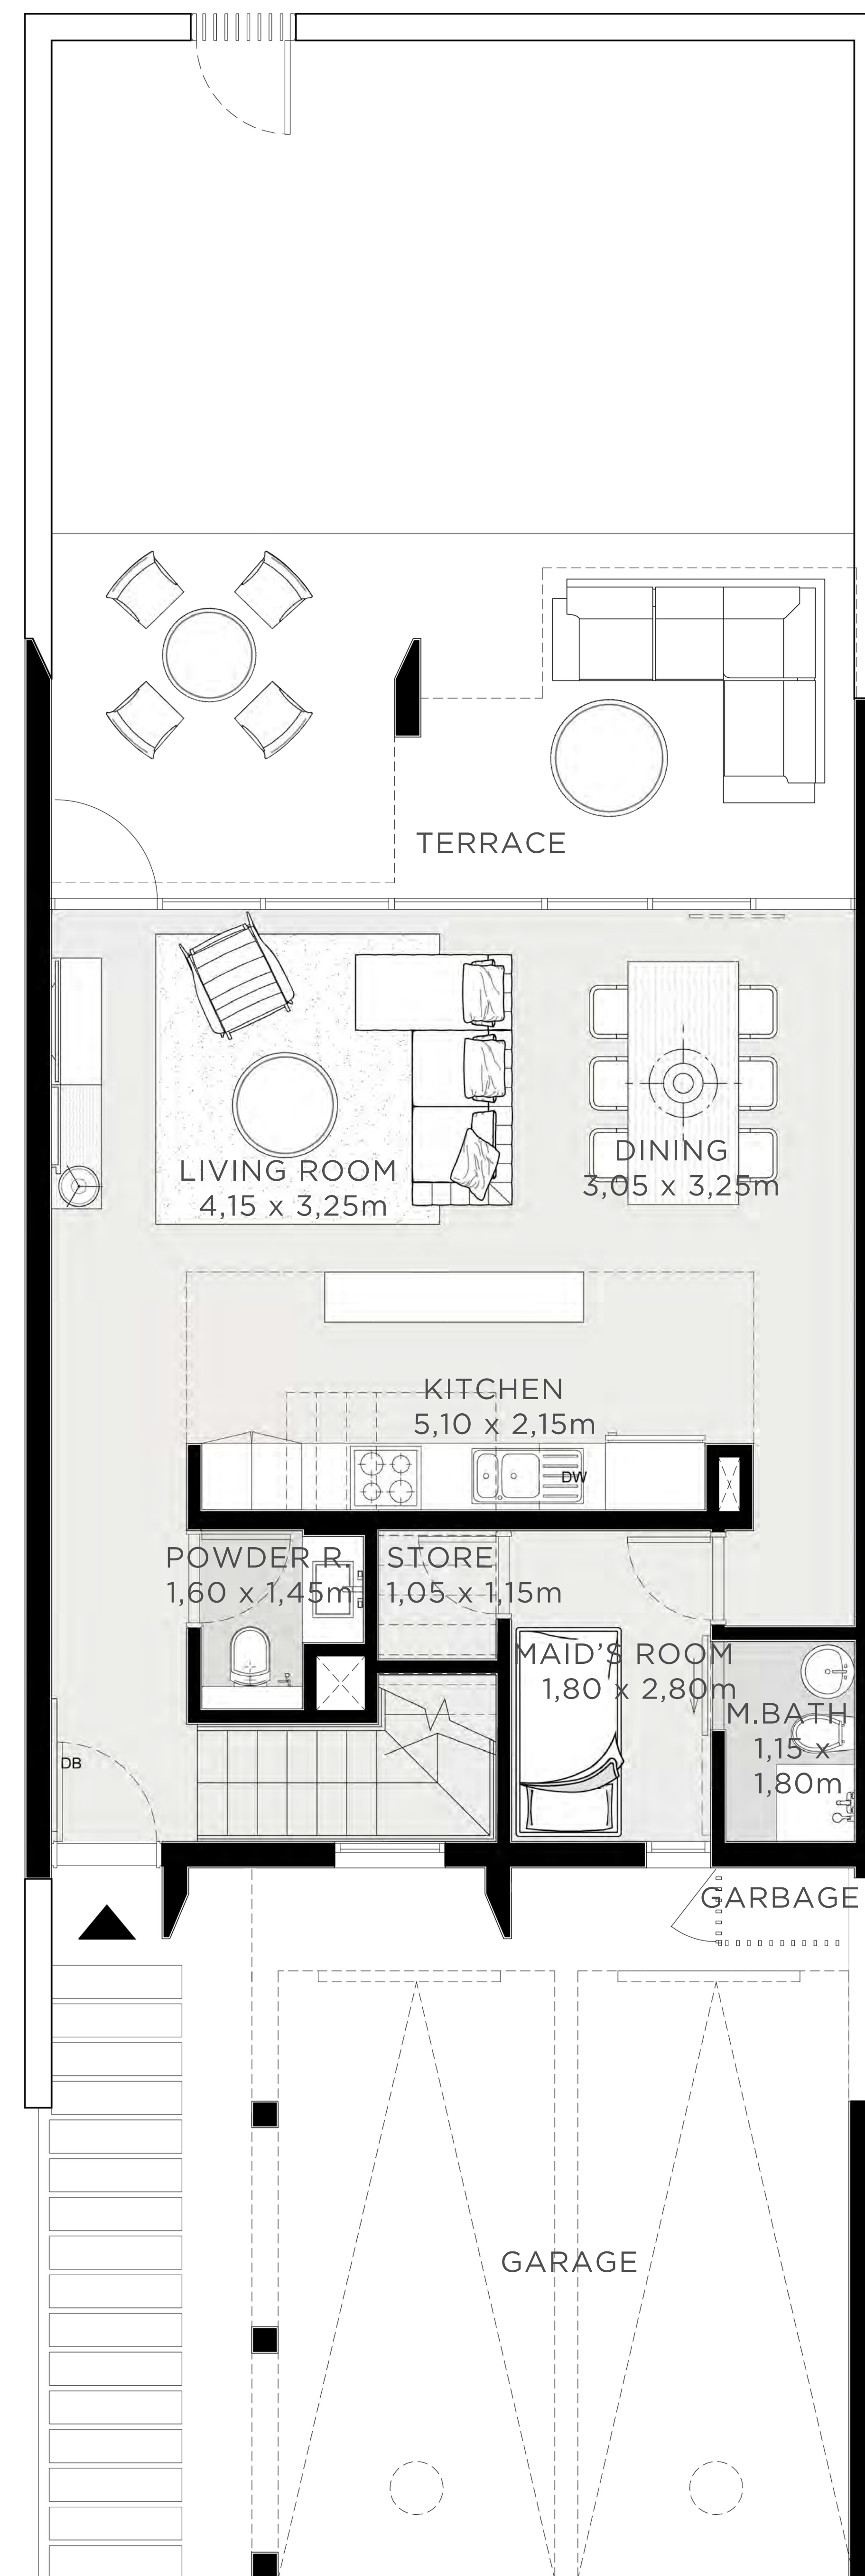 TERRACE
LIVING ROOM
4,15 x 3,25m
DINING
3,05 x 3,25m
KITCHEN
5,10 x 2,15m
DW
POWDER R.
1,60 x 1,45m
STORE
1,05 x 1,15m
MAID'S ROOM
1,80 x 2,80m
M.BATH
1,15 x
1,80m
DB
GARBAGE
GARAGE